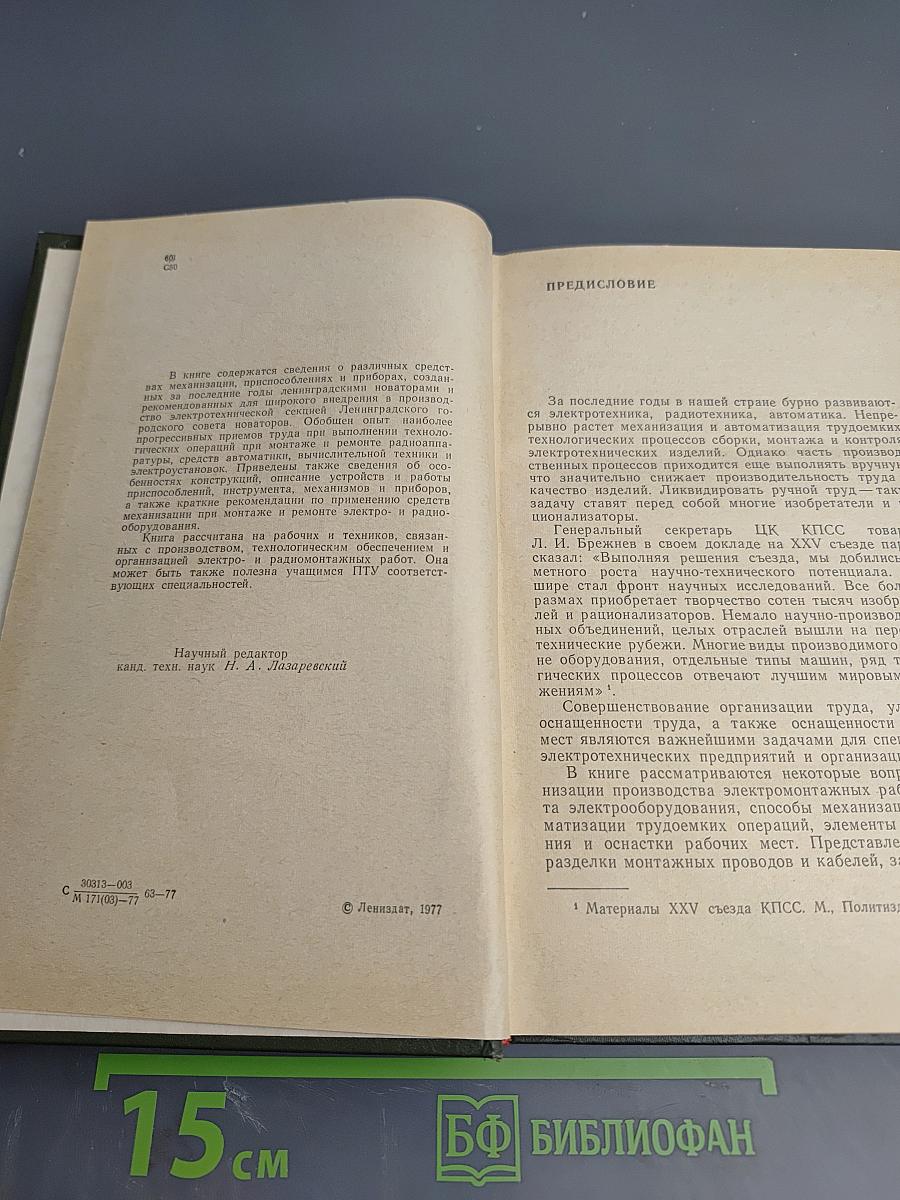 601
С80
В книге содержатся сведения о различных средст-
вах механизации, приспособлениях и приборах, создан-
ных за последние годы ленинградскими новаторами и
рекомендованных для широкого внедрения в производ-
ство электротехнической секцией Ленинградского го-
родского совета новаторов. Обобщен опыт наиболее
прогрессивных приемов труда при выполнении техноло-
гических операций при монтаже и ремонте радиоаппа-
ратуры, средств автоматики, вычислительной техники и
электроустановок. Приведены также сведения об осо-
бенностях конструкций, описание устройств и работы
приспособлений, инструмента, механизмов и приборов,
а также краткие рекомендации по применению средств
механизации при монтаже и ремонте электро- и радио-
оборудования.
Книга рассчитана на рабочих и техников, связан-
ных с производством, технологическим обеспечением и
организацией электро- и радиомонтажных работ. Она
может быть также полезна учащимся ПТУ соответст-
вующих специальностей.
Научный редактор
канд. техн. наук Н. А. Лазаревский
С 30313—003
М 171(03)—77 63—77
© Лениздат, 1977
ПРЕДИСЛОВИЕ
За последние годы в нашей стране бурно развивают-
ся электротехника, радиотехника, автоматика. Непре-
рывно растет механизация и автоматизация трудоемких
технологических процессов сборки, монтажа и контроля
электротехнических изделий. Однако часть производ
ственных процессов приходится еще выполнять вручную
что значительно снижает производительность труда
качество изделий. Ликвидировать ручной труд — так
задачу ставят перед собой многие изобретатели и
ционализаторы.
Генеральный секретарь ЦК КПСС това
Л. И. Брежнев в своем докладе на XXV съезде пар
сказал: «Выполняя решения съезда, мы добились
метного роста научно-технического потенциала.
шире стал фронт научных исследований. Все бол
размах приобретает творчество сотен тысяч изобр
лей и рационализаторов. Немало научно-производ
ных объединений, целых отраслей вышли на пере
технические рубежи. Многие виды производимого
не оборудования, отдельные типы машин, ряд т
гических процессов отвечают лучшим мировым
жениям» ¹.
Совершенствование организации труда, ул
оснащенности труда, а также оснащенности
мест являются важнейшими задачами для спец
электротехнических предприятий и организаци
В книге рассматриваются некоторые вопр
низации производства электромонтажных раб
та электрооборудования, способы механизац
матизации трудоемких операций, элементы
ния и оснастки рабочих мест. Представле
разделки монтажных проводов и кабелей, за
¹ Материалы XXV съезда КПСС. М., Политизд
15 см
БФ БИБЛИОФАН